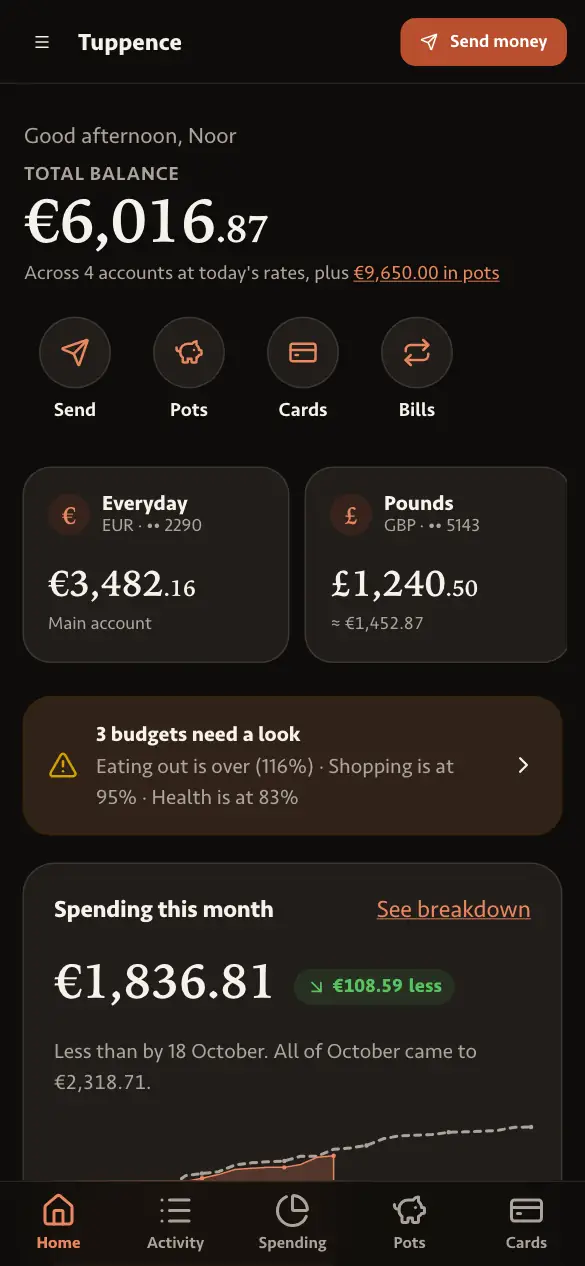 Tuppence
Send money
Good afternoon, Noor
TOTAL BALANCE
€6,016.87
Across 4 accounts at today's rates, plus €9,650.00 in pots
Send
Pots
Cards
Bills
€
Everyday
EUR · •• 2290
€3,482.16
Main account
£
Pounds
GBP · •• 5143
£1,240.50
≈ €1,452.87
3 budgets need a look
Eating out is over (116%) · Shopping is at
95% · Health is at 83%
Spending this month
See breakdown
€1,836.81
€108.59 less
Less than by 18 October. All of October came to
€2,318.71.
Home
Activity
Spending
Pots
Cards